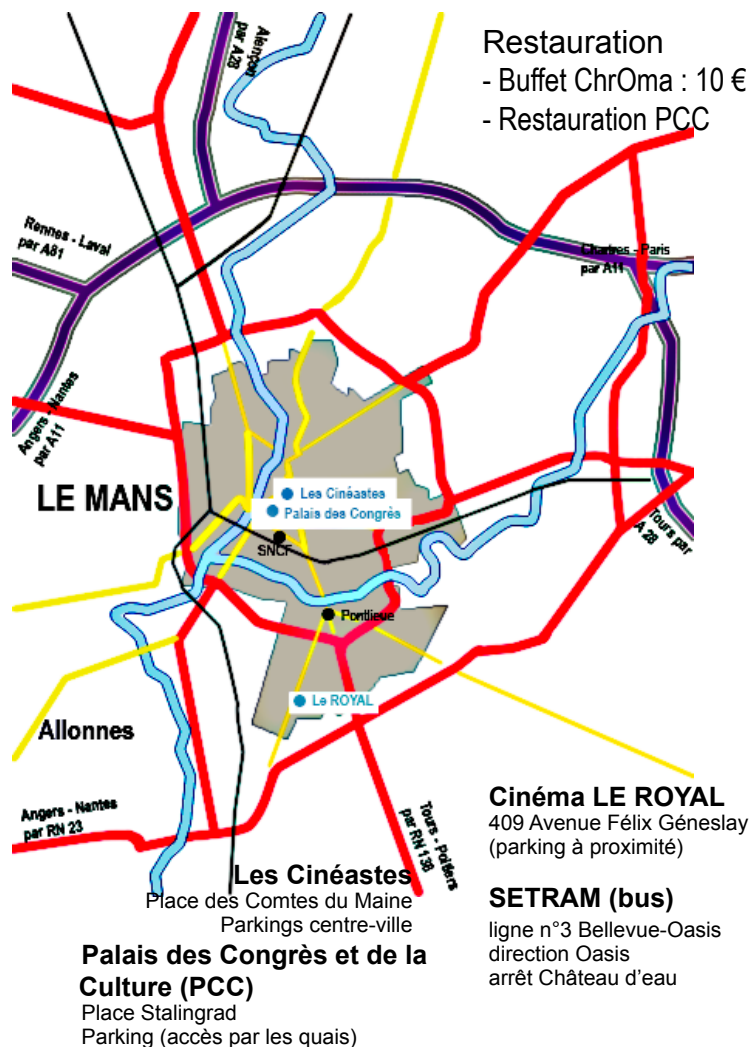 Restauration
- Buffet ChrOma : 10 €
- Restauration PCC
Alençon
par A28
Rennes - Laval
par A81
Chartres - Paris
par A11
Angers - Nantes
par A11
LE MANS
Les Cinéastes
Palais des Congrès
SNCF
Tours par
A 28
Pontlieue
Le ROYAL
Allonnes
Angers - Nantes
par RN 23
Tours - Poitiers
par RN 138
Cinéma LE ROYAL
409 Avenue Félix Géneslay
(parking à proximité)
Les Cinéastes
Place des Comtes du Maine
Parkings centre-ville
SETRAM (bus)
ligne n°3 Bellevue-Oasis
direction Oasis
arrêt Château d'eau
Palais des Congrès et de la
Culture (PCC)
Place Stalingrad
Parking (accès par les quais)